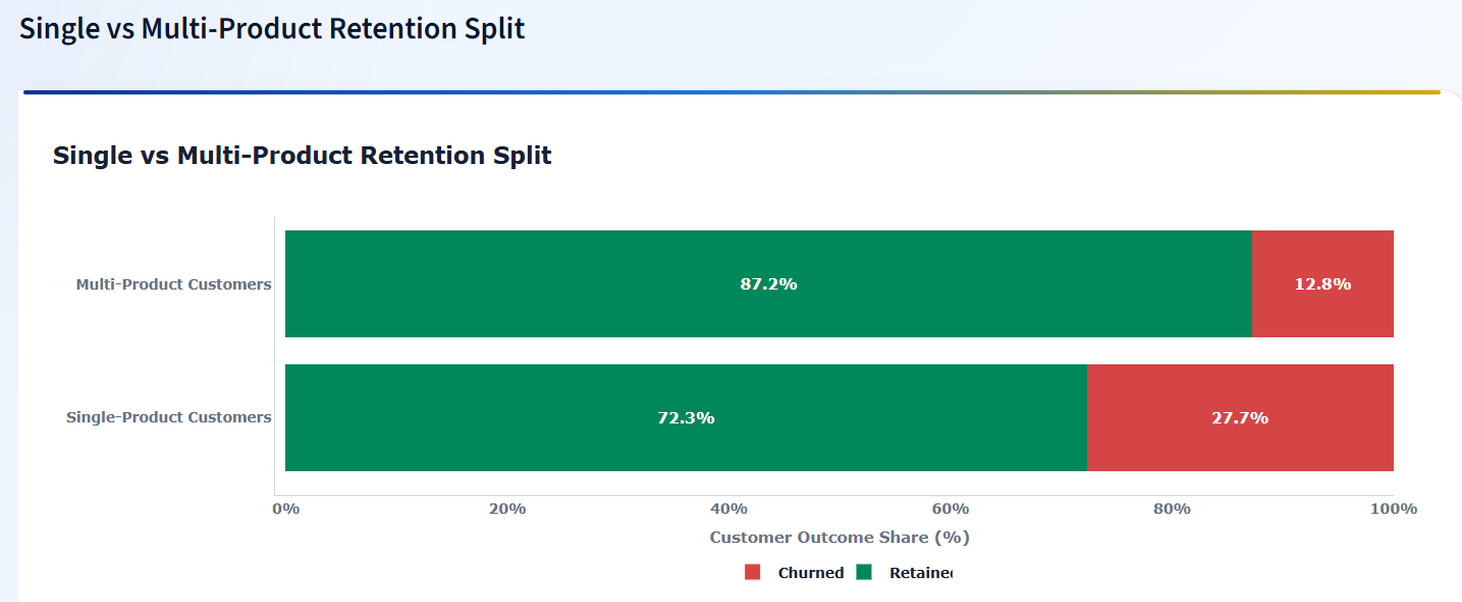 Single vs Multi-Product Retention Split
Single vs Multi-Product Retention Split
Multi-Product Customers 87.2% 12.8%
Single-Product Customers 72.3% 27.7%
0% 20% 40% 60% 80% 100%
Customer Outcome Share (%)
Churned Retained